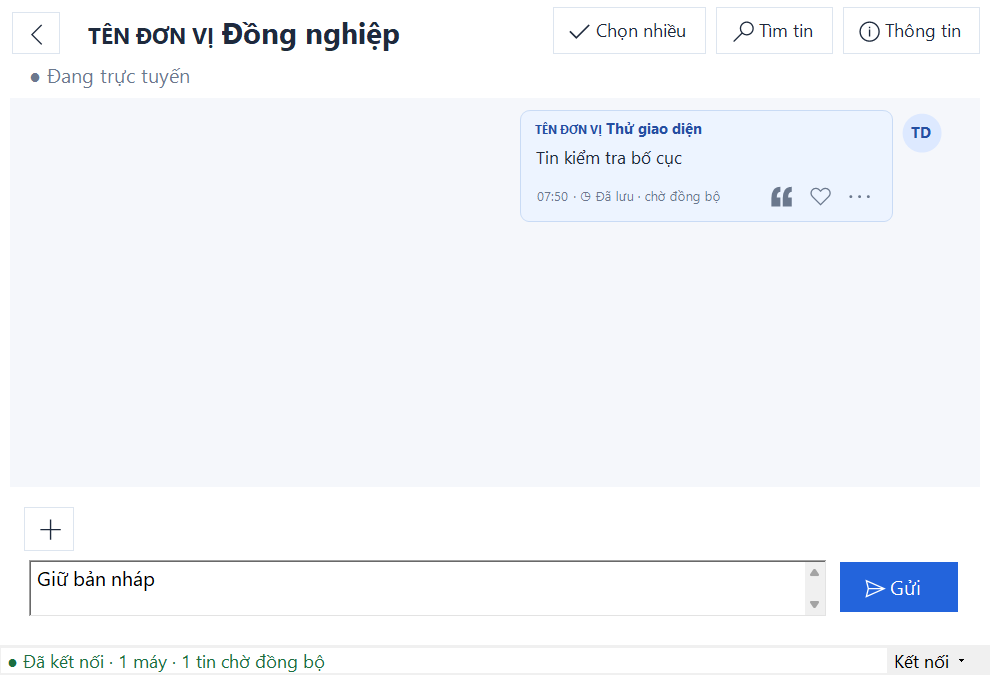 TÊN ĐƠN VỊ Đồng nghiệp
Chọn nhiều
Tìm tin
Thông tin
● Đang trực tuyến
TÊN ĐƠN VỊ Thử giao diện
TD
Tin kiểm tra bố cục
07:50 · ◷ Đã lưu · chờ đồng bộ
Giữ bản nháp
Gửi
● Đã kết nối · 1 máy · 1 tin chờ đồng bộ
Kết nối